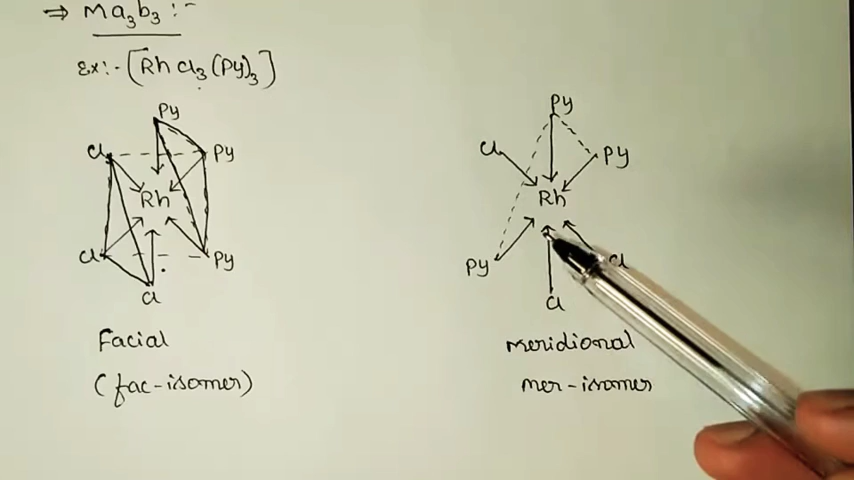 ⇒ Ma₃b₃ :-
Ex:- [RhCl₃(Py)₃]
Py
Cl Py
Rh
Cl Py
Cl
Facial
(fac-isomer)
Py
Cl Py
Rh
Py Cl
Cl
meridional
mer-isomer